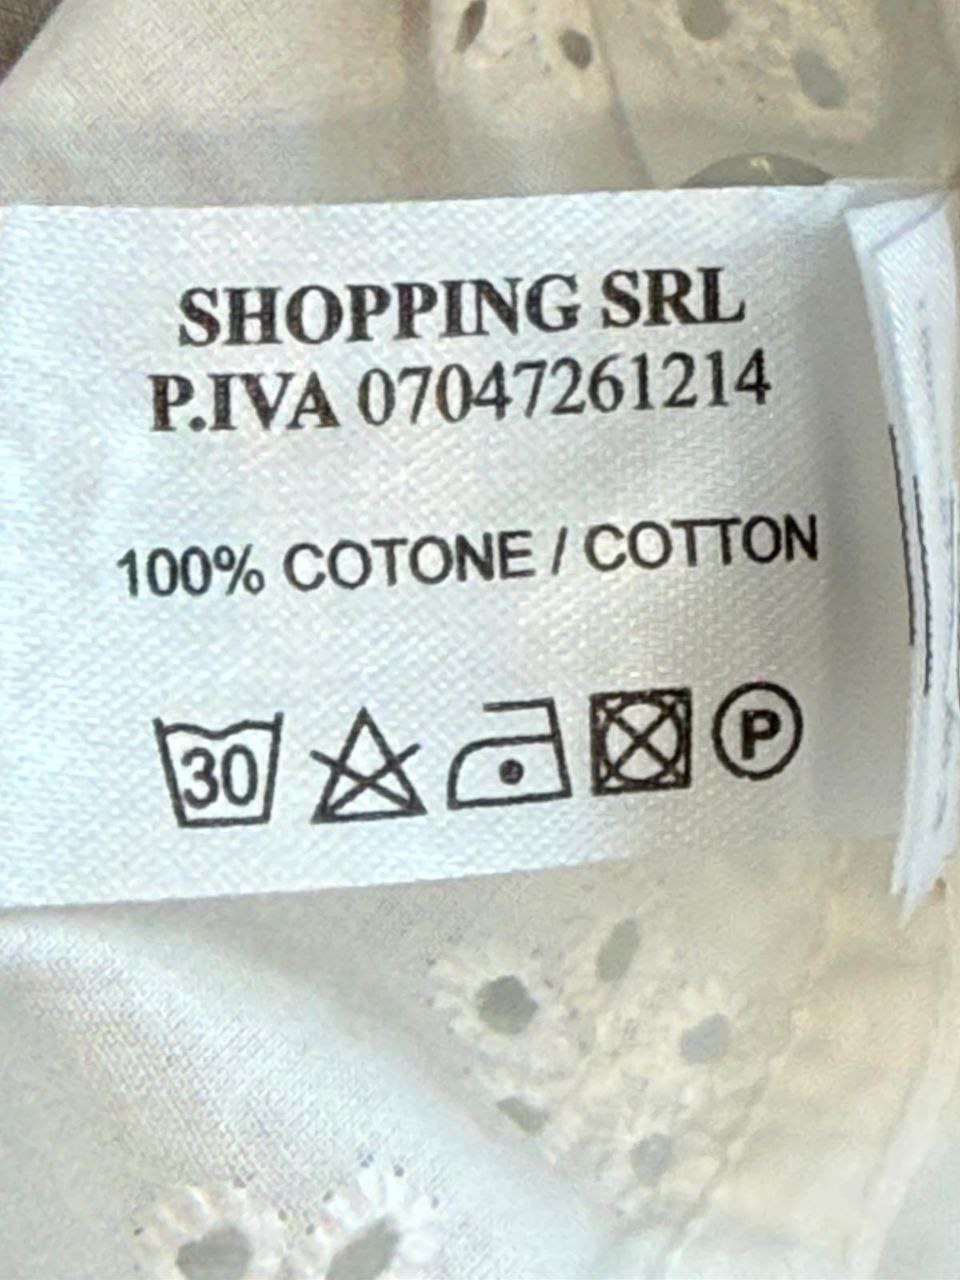 SHOPPING SRL
P.IVA 07047261214
100% COTONE / COTTON
30 P